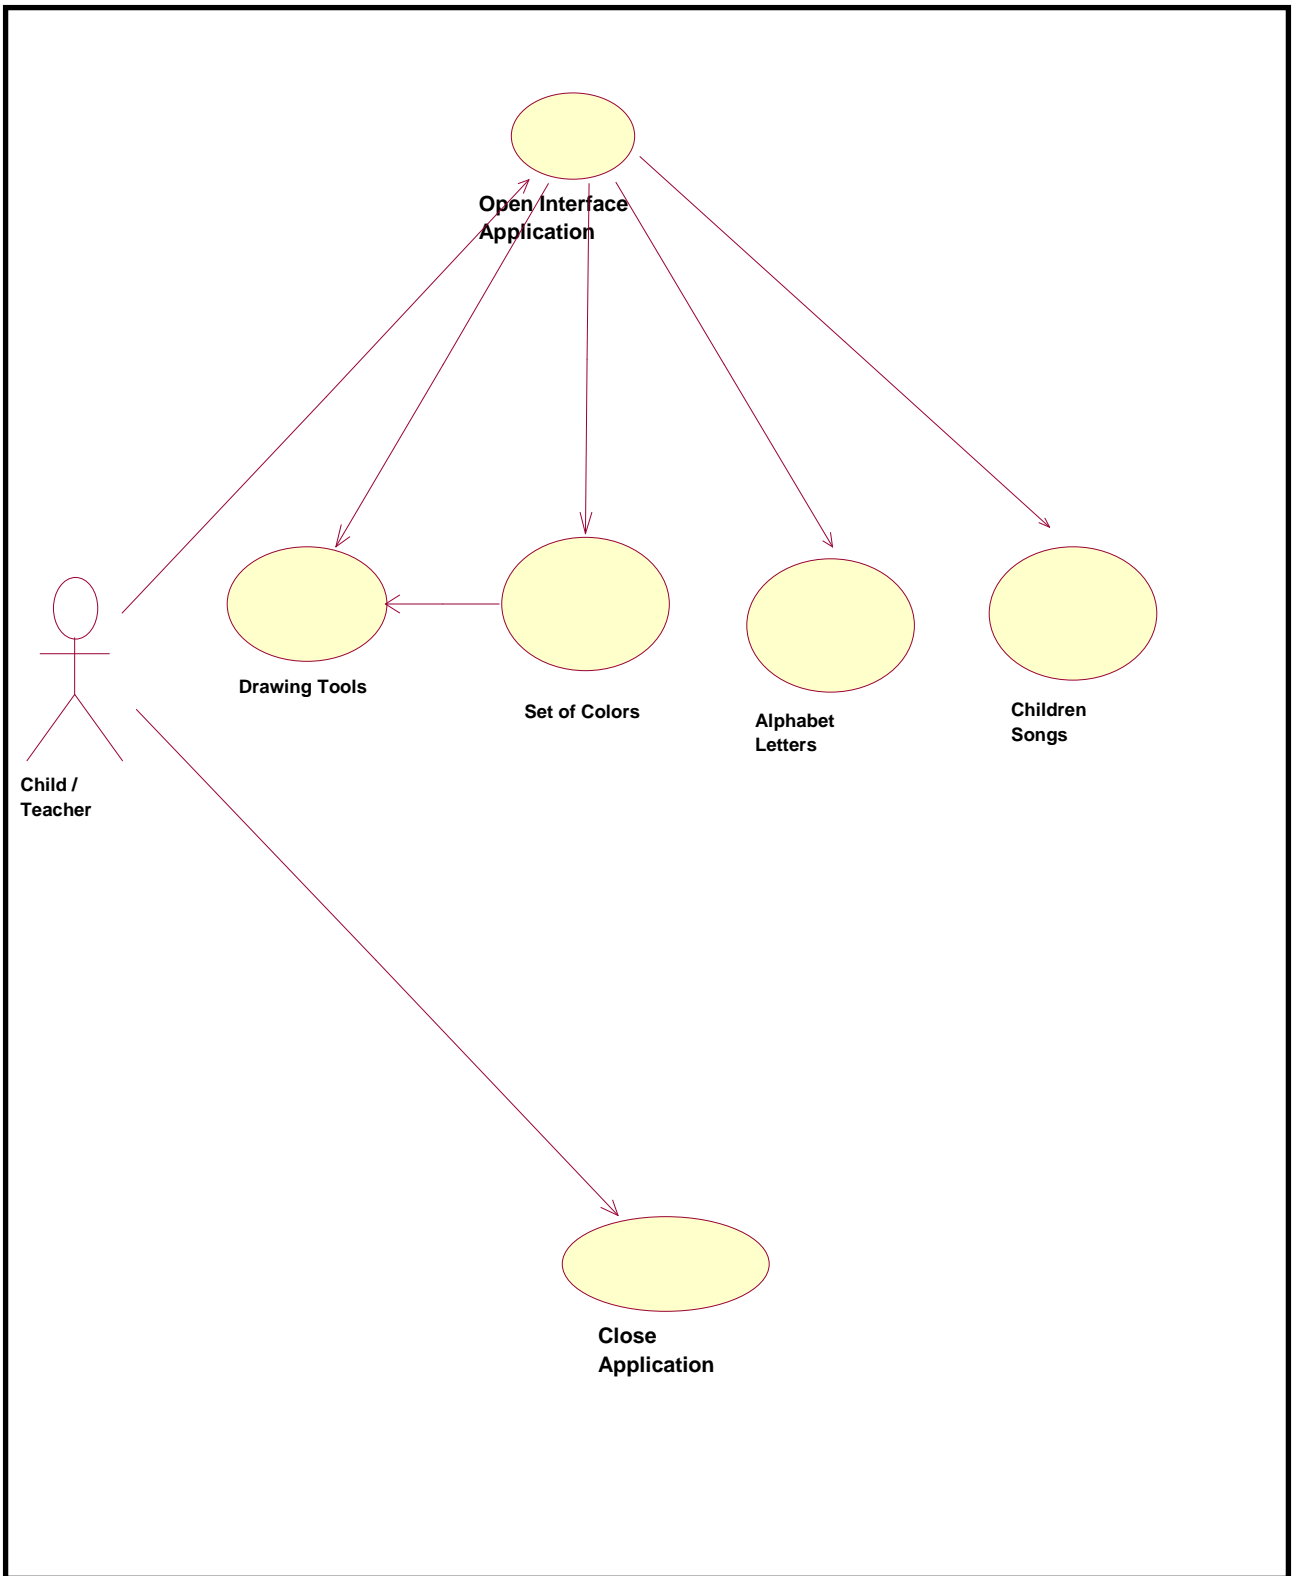 Open Interface
Application
Drawing Tools
Set of Colors
Alphabet
Letters
Children
Songs
Child /
Teacher
Close
Application